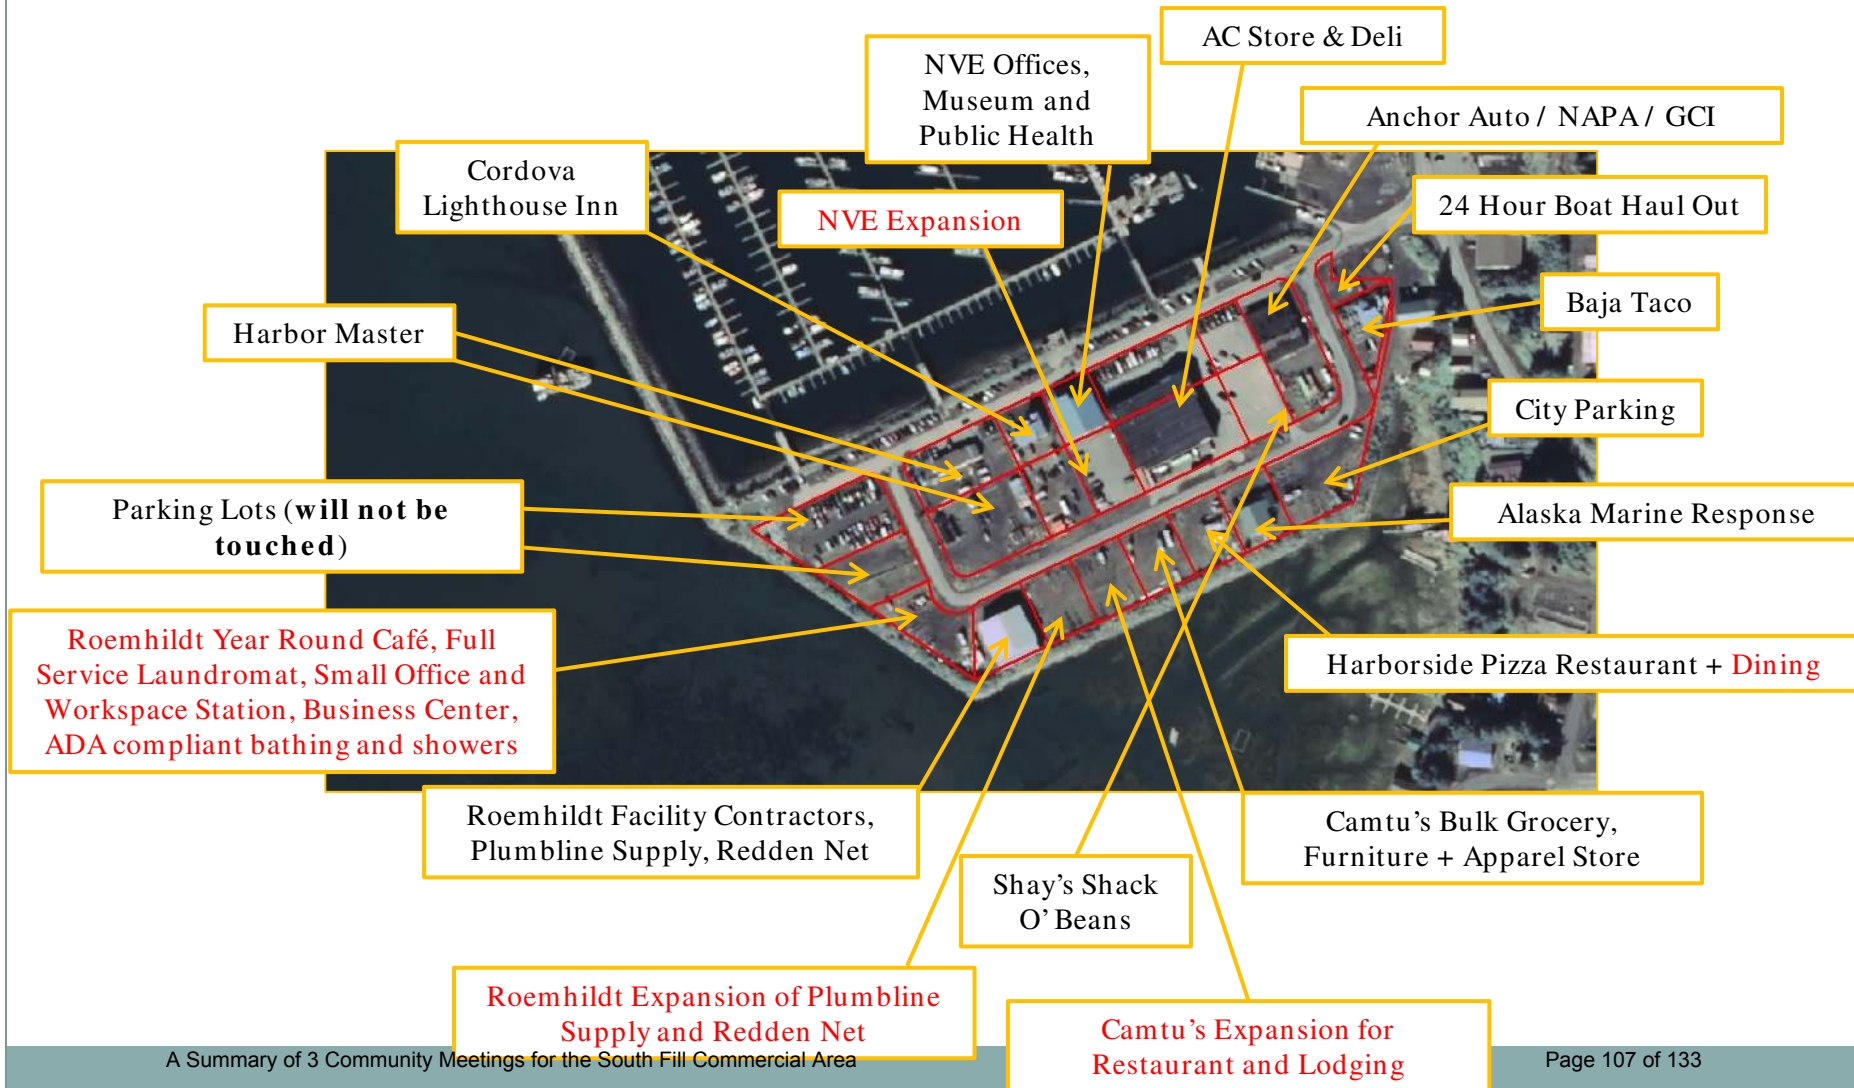 AC Store & Deli
NVE Offices,
Museum and
Public Health
Anchor Auto / NAPA / GCI
Cordova
Lighthouse Inn
NVE Expansion
24 Hour Boat Haul Out
Baja Taco
Harbor Master
City Parking
Parking Lots (will not be
touched)
Alaska Marine Response
Roemhildt Year Round Café, Full
Service Laundromat, Small Office and
Workspace Station, Business Center,
ADA compliant bathing and showers
Harborside Pizza Restaurant + Dining
Roemhildt Facility Contractors,
Plumbline Supply, Redden Net
Camtu’s Bulk Grocery,
Furniture + Apparel Store
Shay’s Shack
O’ Beans
Roemhildt Expansion of Plumbline
Supply and Redden Net
Camtu’s Expansion for
Restaurant and Lodging
A Summary of 3 Community Meetings for the South Fill Commercial Area
Page 107 of 133